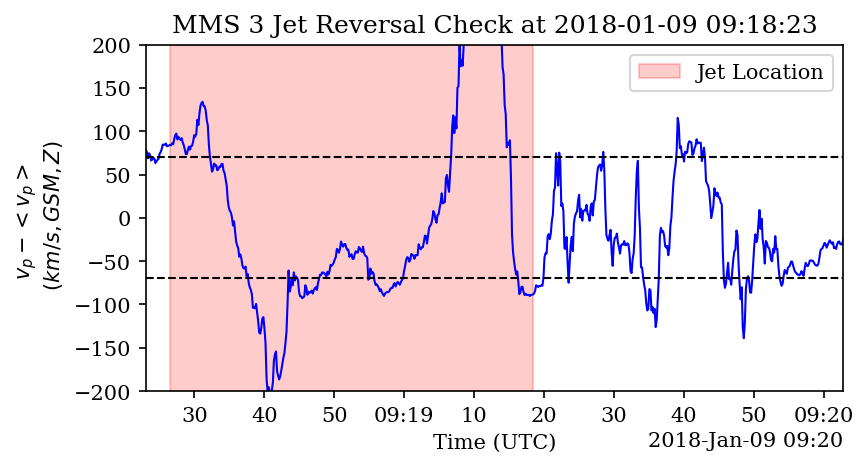 MMS 3 Jet Reversal Check at 2018-01-09 09:18:23
200
150
100
50
0
−50
−100
−150
−200
v_p − < v_p >
(km/s, GSM, Z)
Jet Location
30 40 50 09:19 10 20 30 40 50 09:20
Time (UTC)
2018-Jan-09 09:20